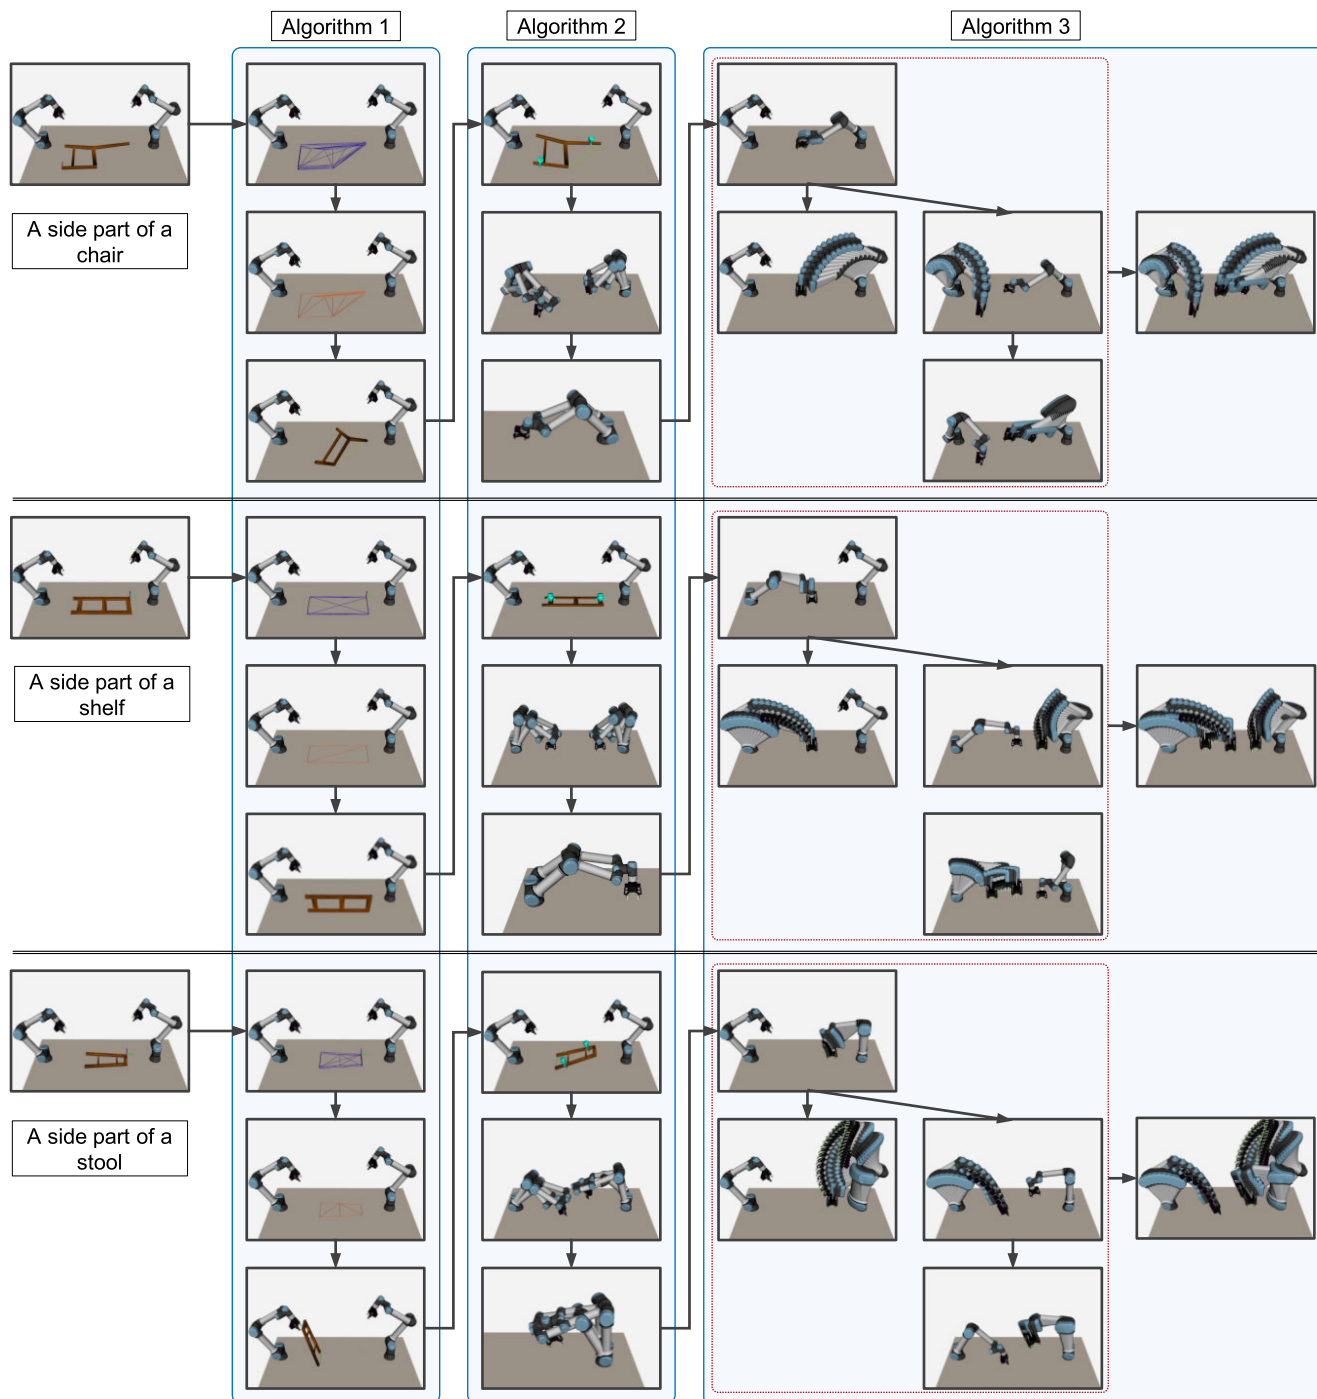 Algorithm 1
Algorithm 2
Algorithm 3
A side part of a
chair
A side part of a
shelf
A side part of a
stool